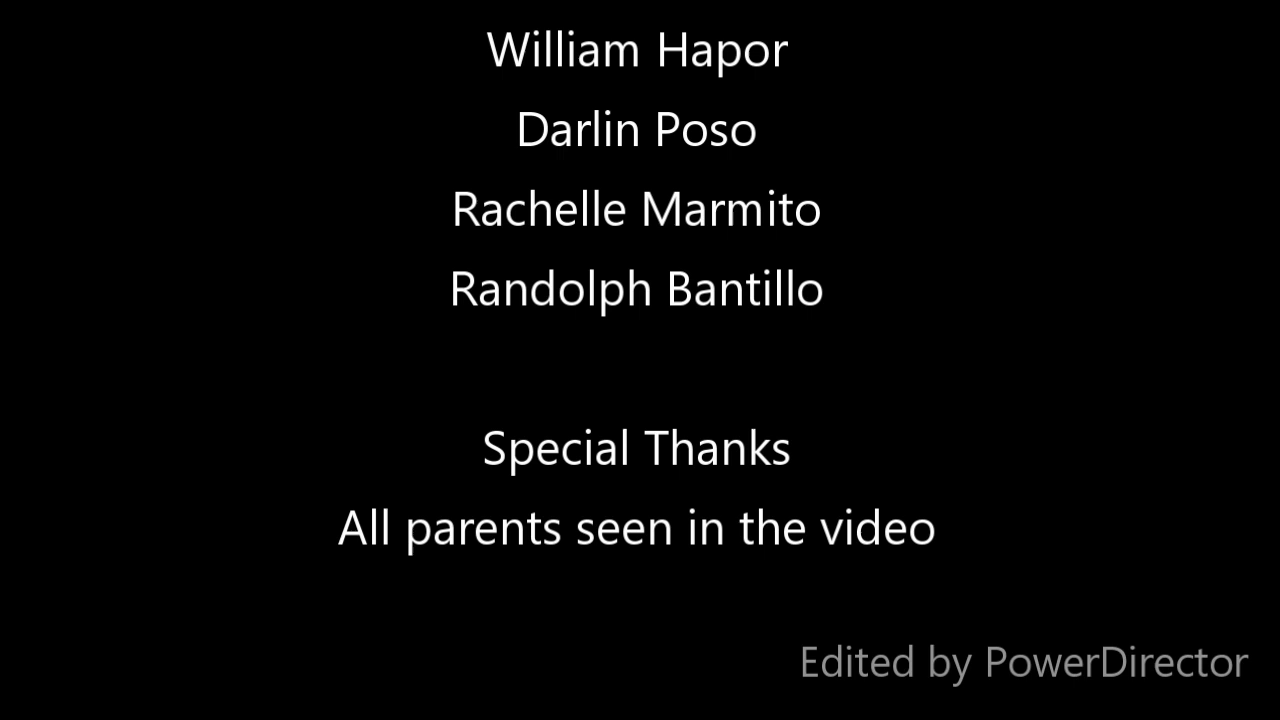 William Hapor
Darlin Poso
Rachelle Marmito
Randolph Bantillo
Special Thanks
All parents seen in the video
Edited by PowerDirector